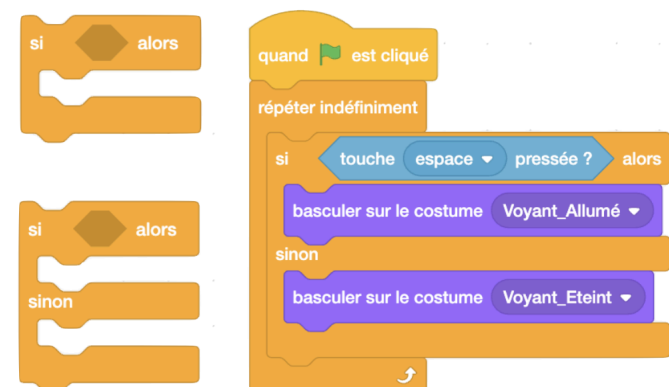 si alors
si alors
sinon
quand est cliqué
répéter indéfiniment
si touche espace pressée ? alors
basculer sur le costume Voyant_Allumé
sinon
basculer sur le costume Voyant_Eteint